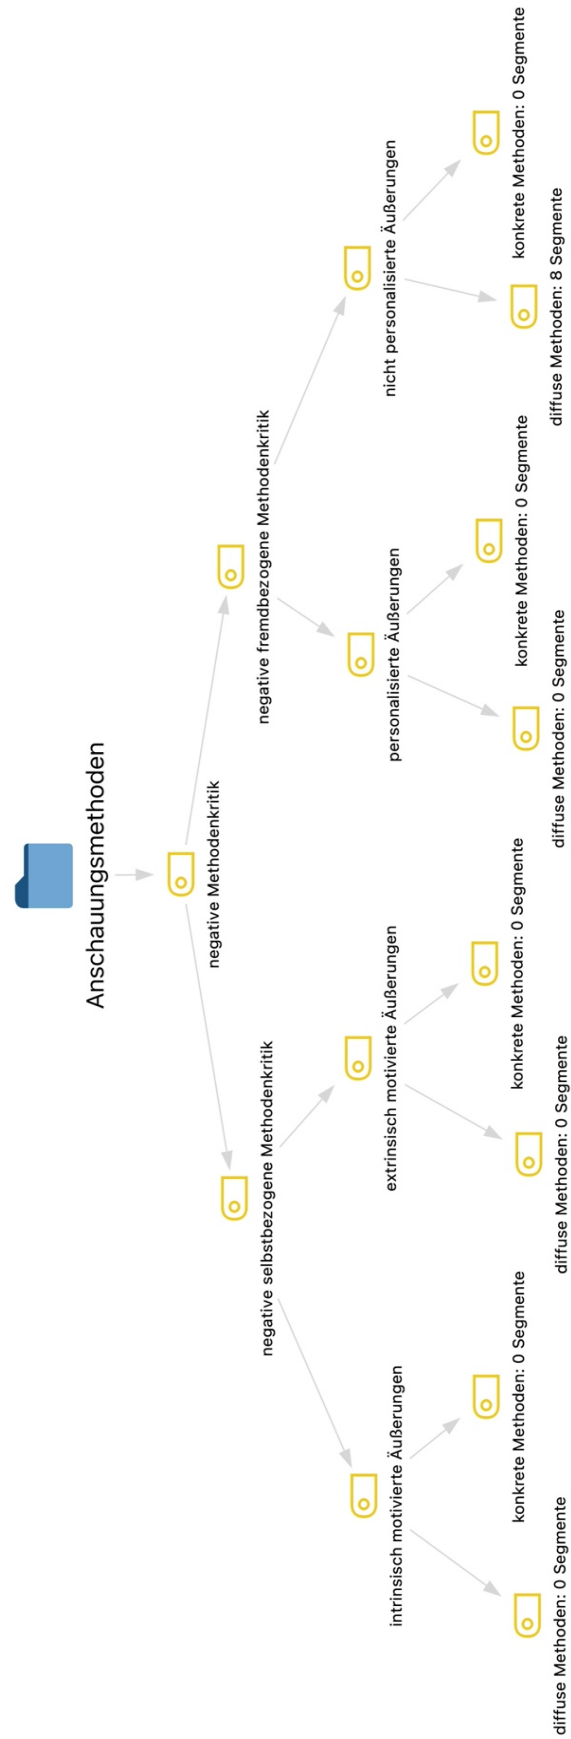 Anschauungsmethoden
negative Methodenkritik
negative selbstbezogene Methodenkritik
negative fremdbezogene Methodenkritik
intrinsisch motivierte Äußerungen
extrinsisch motivierte Äußerungen
personalisierte Äußerungen
nicht personalisierte Äußerungen
diffuse Methoden: 0 Segmente
konkrete Methoden: 0 Segmente
diffuse Methoden: 0 Segmente
konkrete Methoden: 0 Segmente
diffuse Methoden: 0 Segmente
konkrete Methoden: 0 Segmente
diffuse Methoden: 8 Segmente
konkrete Methoden: 0 Segmente